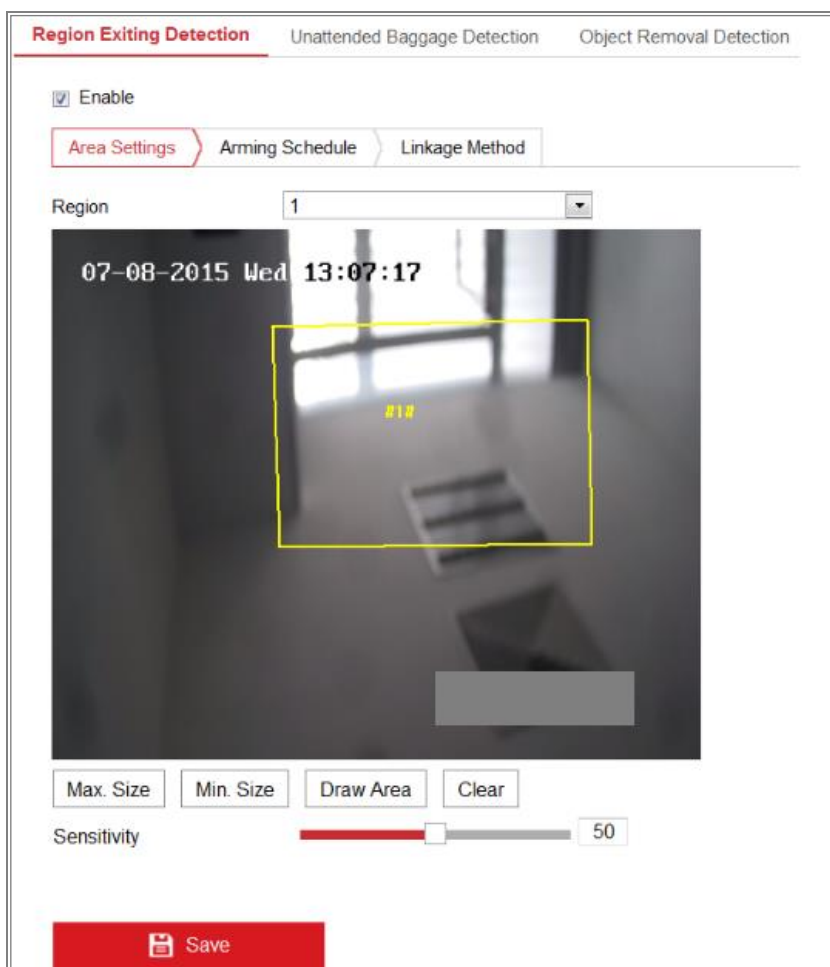 Region Exiting Detection Unattended Baggage Detection Object Removal Detection
Enable
Area Settings Arming Schedule Linkage Method
Region 1
07-08-2015 Wed 13:07:17
#1#
Max. Size Min. Size Draw Area Clear
Sensitivity 50
Save